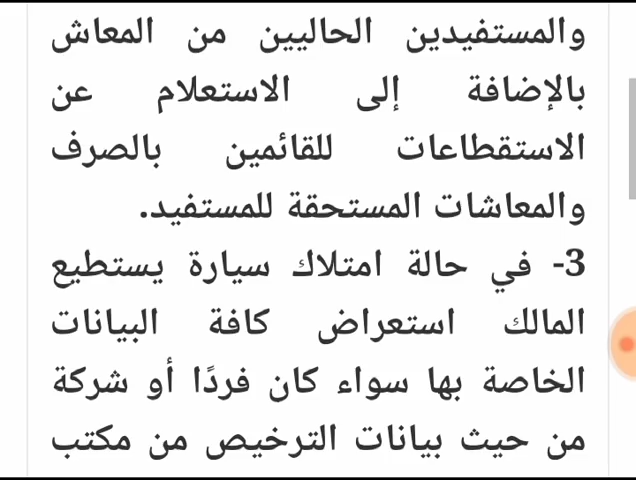 والمستفيدين الحاليين من المعاش
بالإضافة إلى الاستعلام عن
الاستقطاعات للقائمين بالصرف
والمعاشات المستحقة للمستفيد.
3- في حالة امتلاك سيارة يستطيع
المالك استعراض كافة البيانات
الخاصة بها سواء كان فردًا أو شركة
من حيث بيانات الترخيص من مكتب